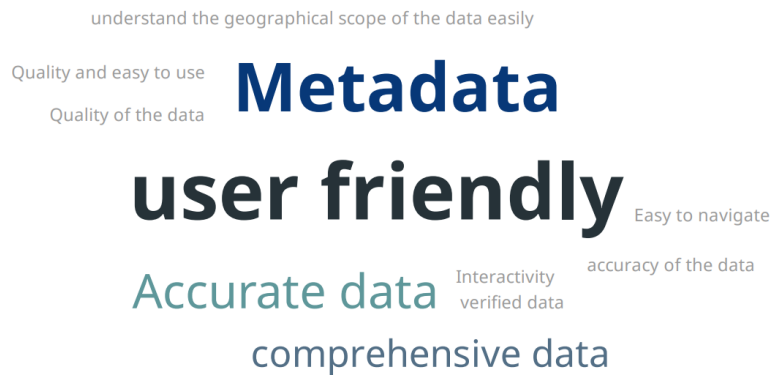 understand the geographical scope of the data easily
Quality and easy to use
Metadata
Quality of the data
user friendly
Easy to navigate
accuracy of the data
Accurate data
Interactivity
verified data
comprehensive data